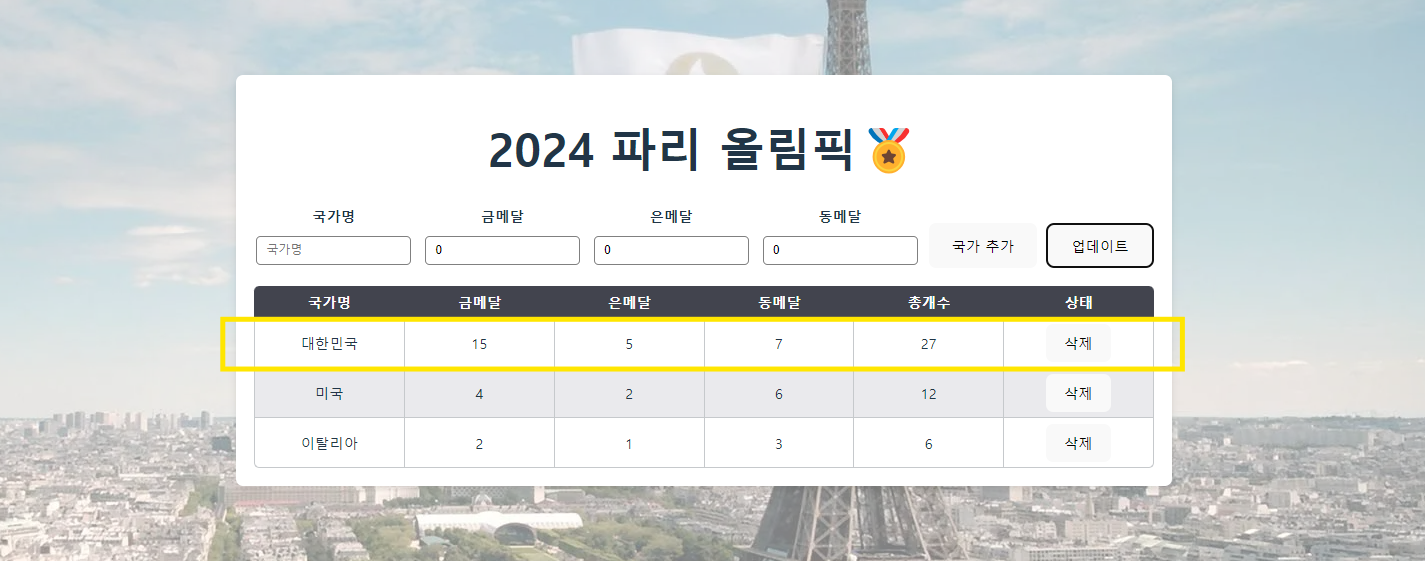 2024 파리 올림픽🏅
국가명 금메달 은메달 동메달
국가명 0 0 0 국가 추가 업데이트
국가명 금메달 은메달 동메달 총개수 상태
대한민국 15 5 7 27 삭제
미국 4 2 6 12 삭제
이탈리아 2 1 3 6 삭제